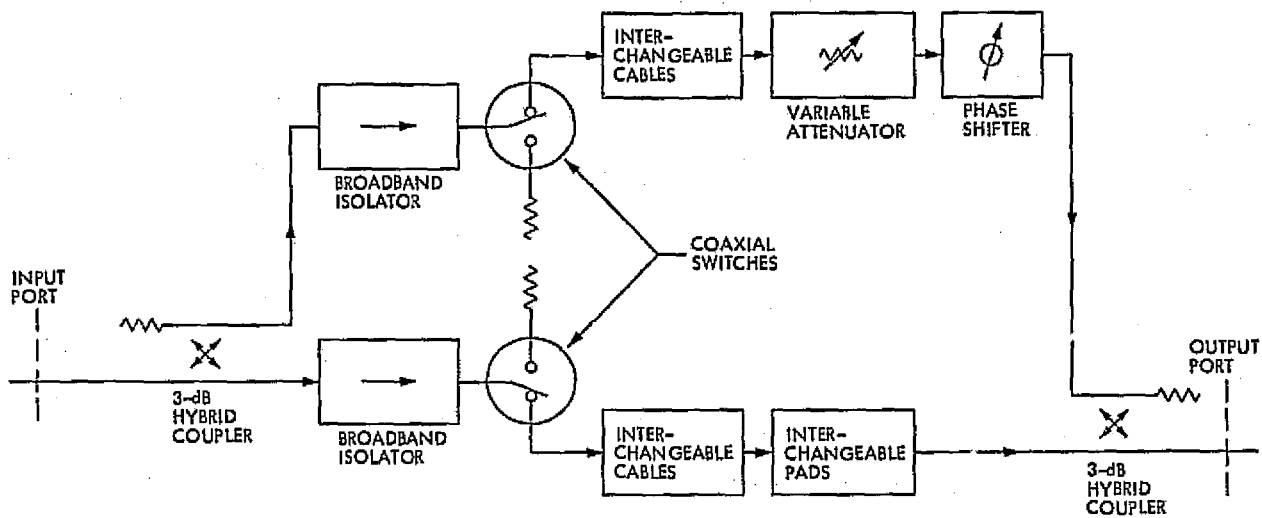 INTER-
CHANGEABLE
CABLES
VARIABLE
ATTENUATOR
PHASE
SHIFTER
BROADBAND
ISOLATOR
COAXIAL
SWITCHES
INPUT
PORT
3-dB
HYBRID
COUPLER
BROADBAND
ISOLATOR
INTER-
CHANGEABLE
CABLES
INTER-
CHANGEABLE
PADS
OUTPUT
PORT
3-dB
HYBRID
COUPLER